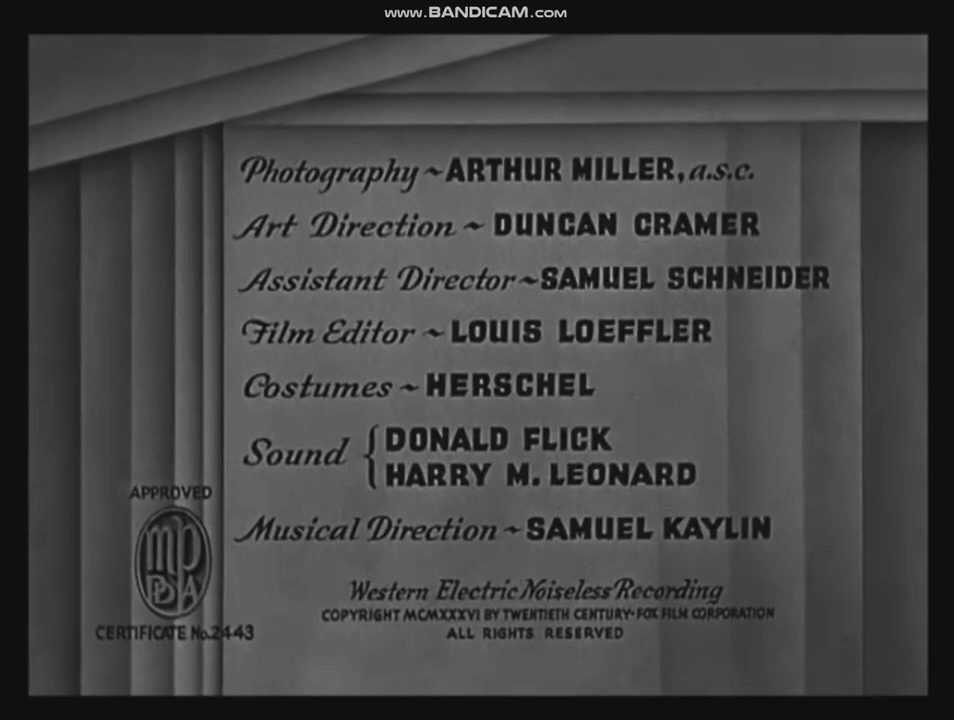 www.BANDICAM.com
Photography ~ ARTHUR MILLER, a.s.c.
Art Direction ~ DUNCAN CRAMER
Assistant Director ~ SAMUEL SCHNEIDER
Film Editor ~ LOUIS LOEFFLER
Costumes ~ HERSCHEL
Sound { DONALD FLICK
HARRY M. LEONARD
APPROVED
MPPDA
CERTIFICATE No. 2443
Musical Direction ~ SAMUEL KAYLIN
Western Electric Noiseless Recording
COPYRIGHT MCMXXXVI BY TWENTIETH CENTURY-FOX FILM CORPORATION
ALL RIGHTS RESERVED